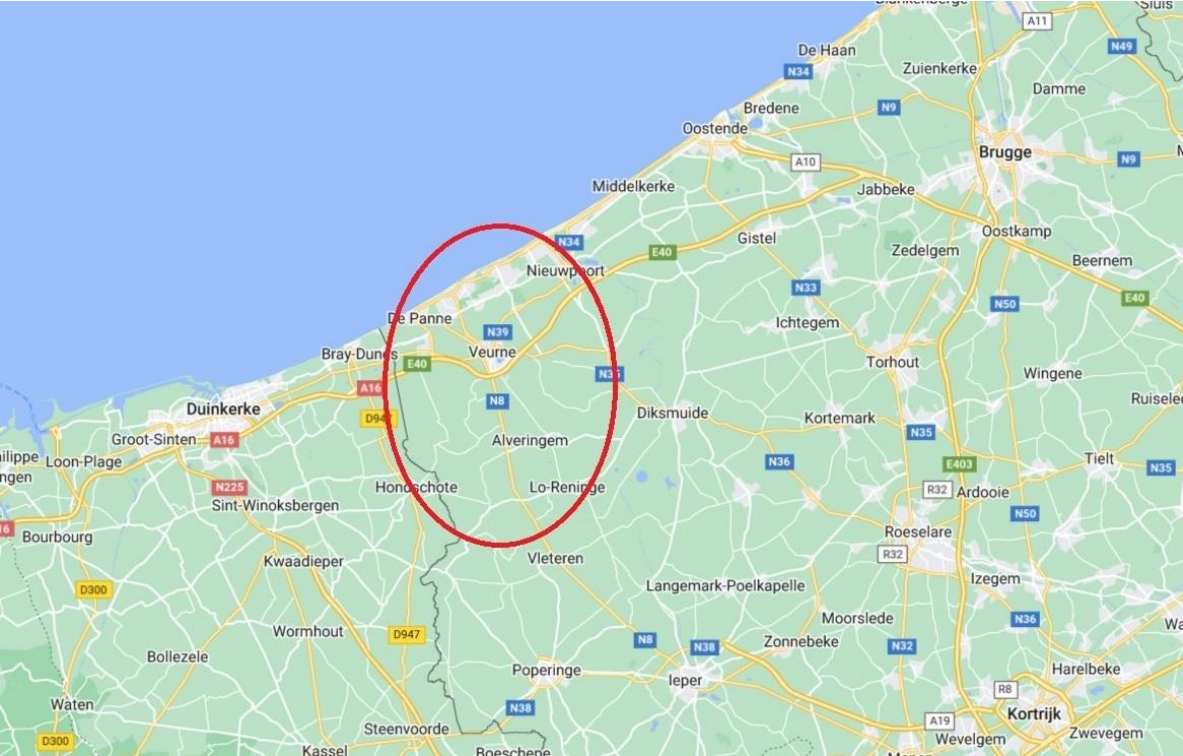 Blankenberge
Sluis
A11
N49
De Haan
N34
Zuienkerke
Damme
Bredene
N9
Oostende
Brugge
A10
N9
Middelkerke
Jabbeke
Oostkamp
Gistel
Zedelgem
N34
E40
Beernem
Nieuwpoort
N33
E40
N50
De Panne
Ichtegem
N39
Bray-Dunes
Veurne
E40
Torhout
Wingene
N35
A16
N8
Ruisele
Duinkerke
Diksmuide
D947
Kortemark
Groot-Sinten
A16
Alveringem
N35
Tielt
ilippe
Loon-Plage
N36
E403
N35
ngen
N225
Hondschote
Lo-Reninge
R32
Ardooie
Sint-Winoksbergen
N50
16
Bourbourg
Roeselare
Kwaadieper
Vleteren
R32
D300
Langemark-Poelkapelle
Izegem
Moorslede
N36
Wa
Wormhout
D947
N8
N38
Zonnebeke
N32
Bollezele
Poperinge
Ieper
Harelbeke
R8
Waten
N38
Kortrijk
Steenvoorde
A19
D300
Wevelgem
Zwevegem
Kassel
Boeschepe